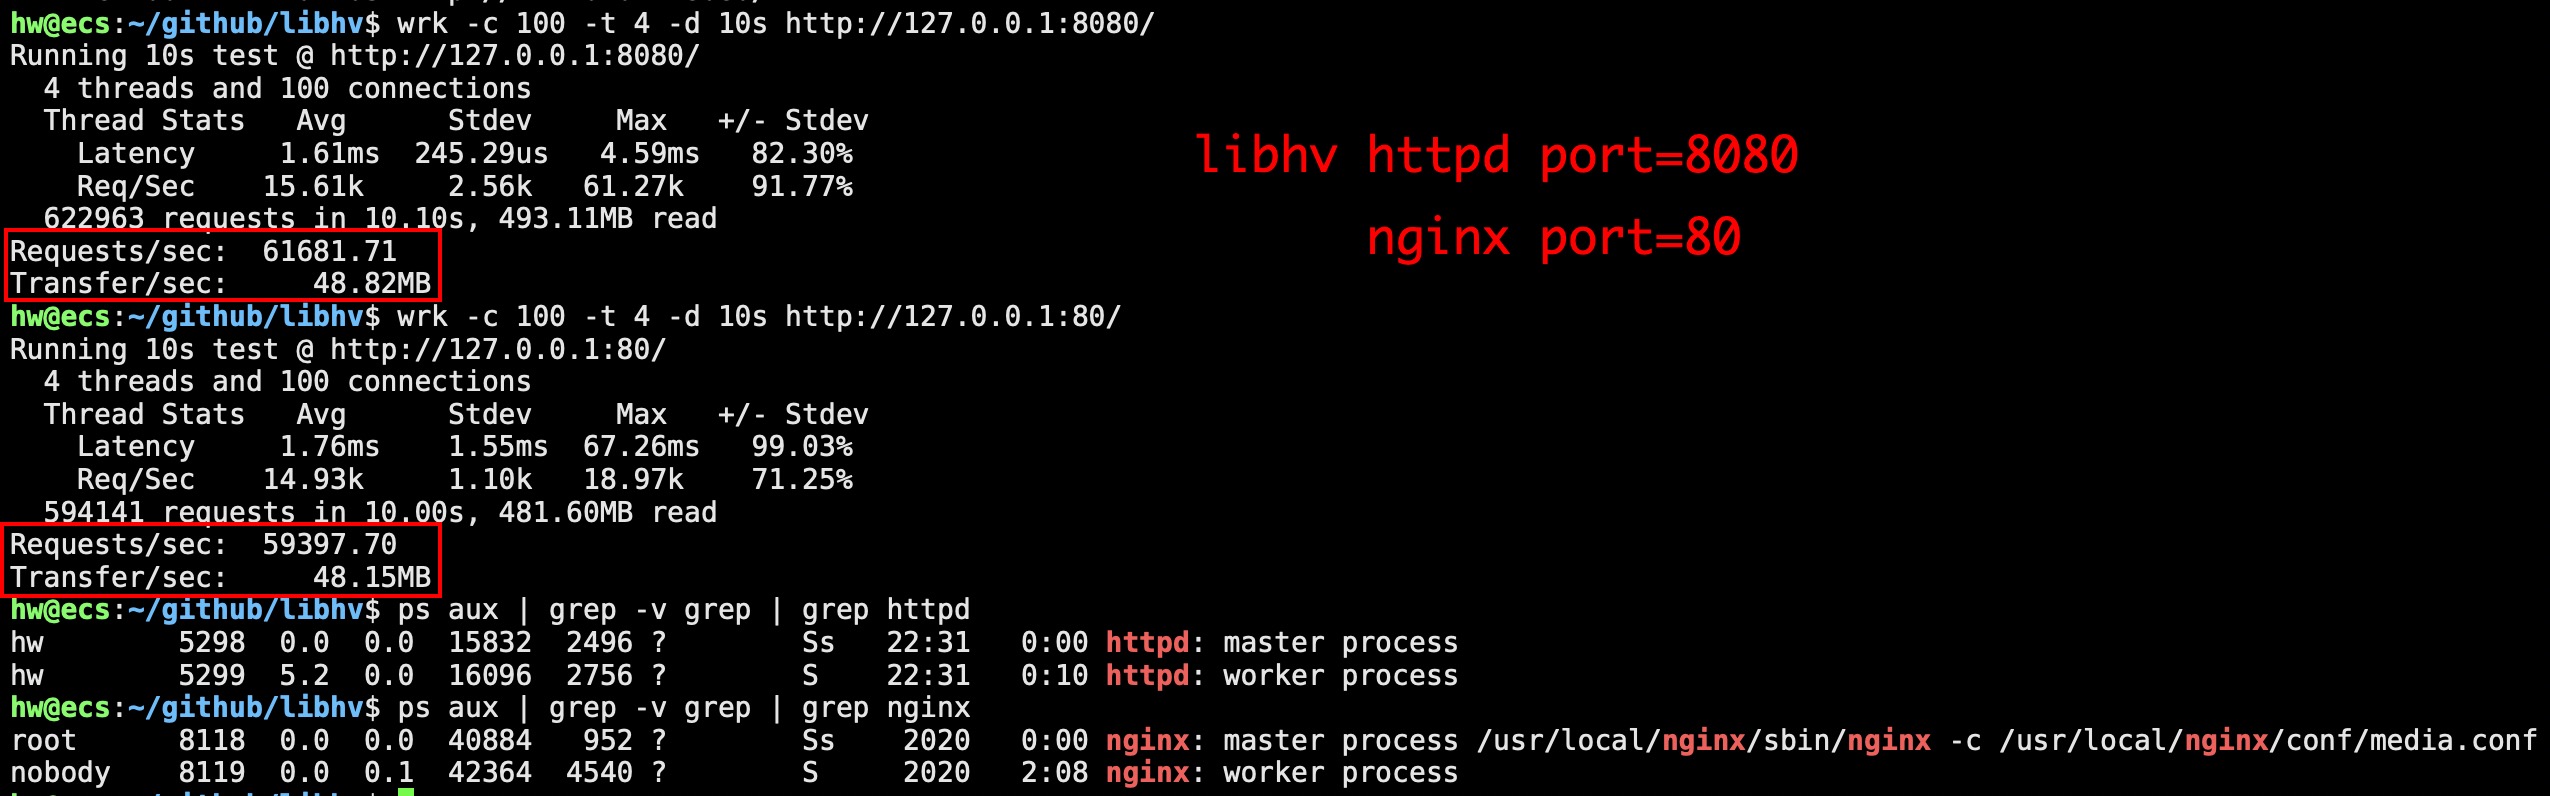 hw@ecs:~/github/libhv$ wrk -c 100 -t 4 -d 10s http://127.0.0.1:8080/
Running 10s test @ http://127.0.0.1:8080/
  4 threads and 100 connections
  Thread Stats   Avg      Stdev     Max   +/- Stdev
    Latency     1.61ms  245.29us   4.59ms   82.30%
    Req/Sec    15.61k     2.56k   61.27k    91.77%
  622963 requests in 10.10s, 493.11MB read
Requests/sec:  61681.71
Transfer/sec:     48.82MB
libhv httpd port=8080
nginx port=80
hw@ecs:~/github/libhv$ wrk -c 100 -t 4 -d 10s http://127.0.0.1:80/
Running 10s test @ http://127.0.0.1:80/
  4 threads and 100 connections
  Thread Stats   Avg      Stdev     Max   +/- Stdev
    Latency     1.76ms    1.55ms  67.26ms   99.03%
    Req/Sec    14.93k     1.10k   18.97k    71.25%
  594141 requests in 10.00s, 481.60MB read
Requests/sec:  59397.70
Transfer/sec:     48.15MB
hw@ecs:~/github/libhv$ ps aux | grep -v grep | grep httpd
hw        5298  0.0  0.0  15832  2496 ?        Ss   22:31   0:00 httpd: master process
hw        5299  5.2  0.0  16096  2756 ?        S    22:31   0:10 httpd: worker process
hw@ecs:~/github/libhv$ ps aux | grep -v grep | grep nginx
root      8118  0.0  0.0  40884   952 ?        Ss    2020   0:00 nginx: master process /usr/local/nginx/sbin/nginx -c /usr/local/nginx/conf/media.conf
nobody    8119  0.0  0.1  42364  4540 ?        S     2020   2:08 nginx: worker process